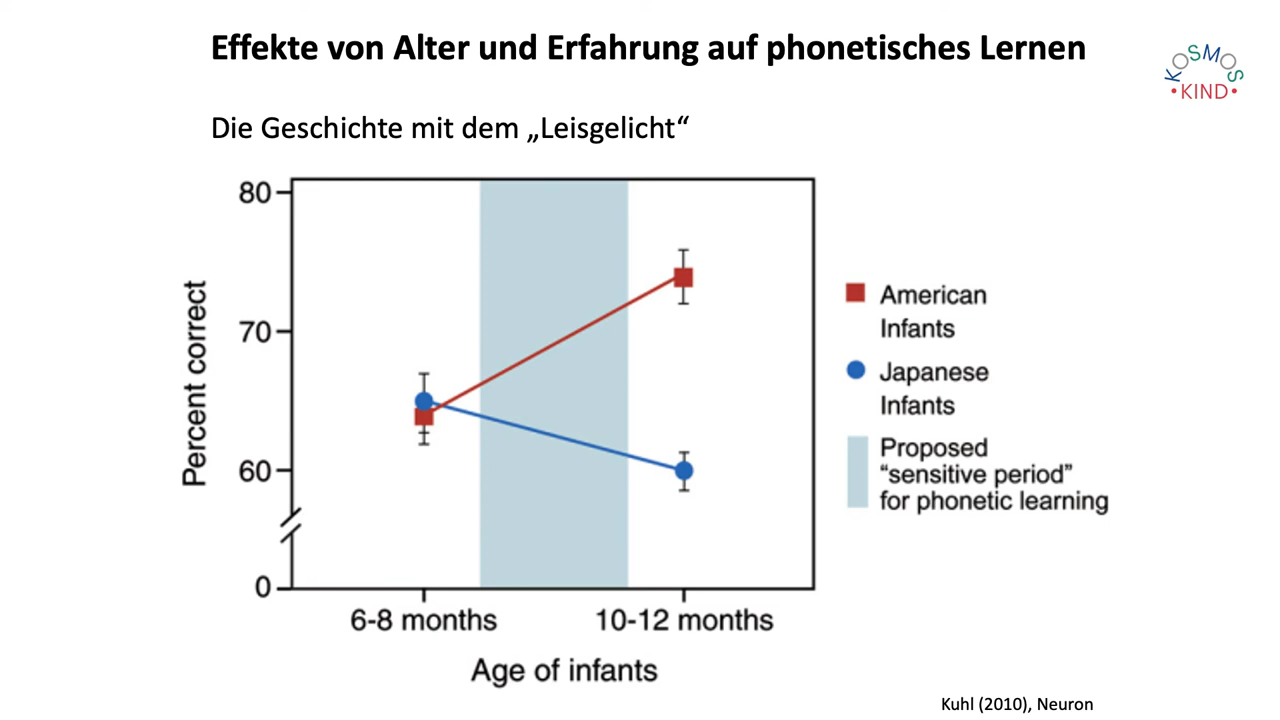 Effekte von Alter und Erfahrung auf phonetisches Lernen
KOSMOS
•KIND•
Die Geschichte mit dem „Leisgelicht“
80
70
60
0
Percent correct
6-8 months
10-12 months
Age of infants
American
Infants
Japanese
Infants
Proposed
“sensitive period”
for phonetic learning
Kuhl (2010), Neuron